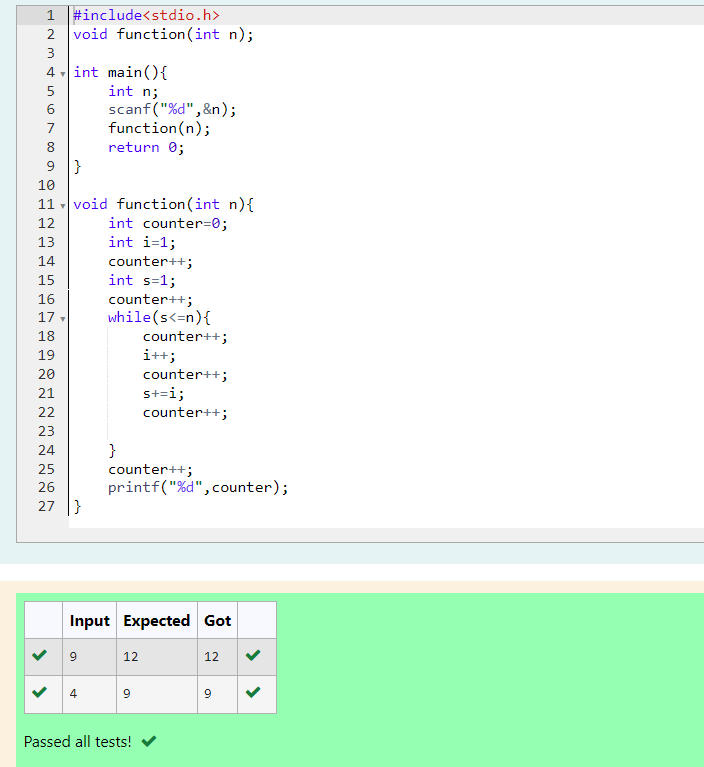 1 #include<stdio.h>
2 void function(int n);
3
4 int main(){
5 int n;
6 scanf("%d",&n);
7 function(n);
8 return 0;
9 }
10
11 void function(int n){
12 int counter=0;
13 int i=1;
14 counter++;
15 int s=1;
16 counter++;
17 while(s<=n){
18 counter++;
19 i++;
20 counter++;
21 s+=i;
22 counter++;
23
24 }
25 counter++;
26 printf("%d",counter);
27 }
Input Expected Got
9 12 12
4 9 9
Passed all tests!